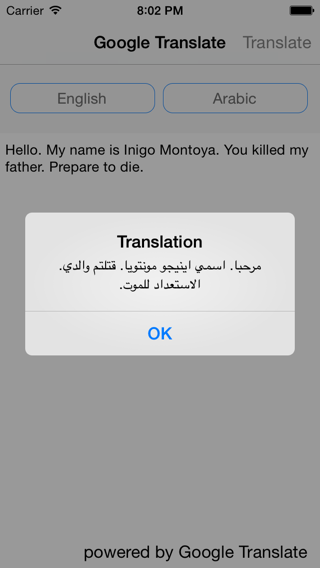 Carrier 8:02 PM
Google Translate Translate
English Arabic
Hello. My name is Inigo Montoya. You killed my
father. Prepare to die.
Translation
مرحبا. اسمي اينيجو مونتويا. قتلتم والدي.
الاستعداد للموت.
OK
powered by Google Translate